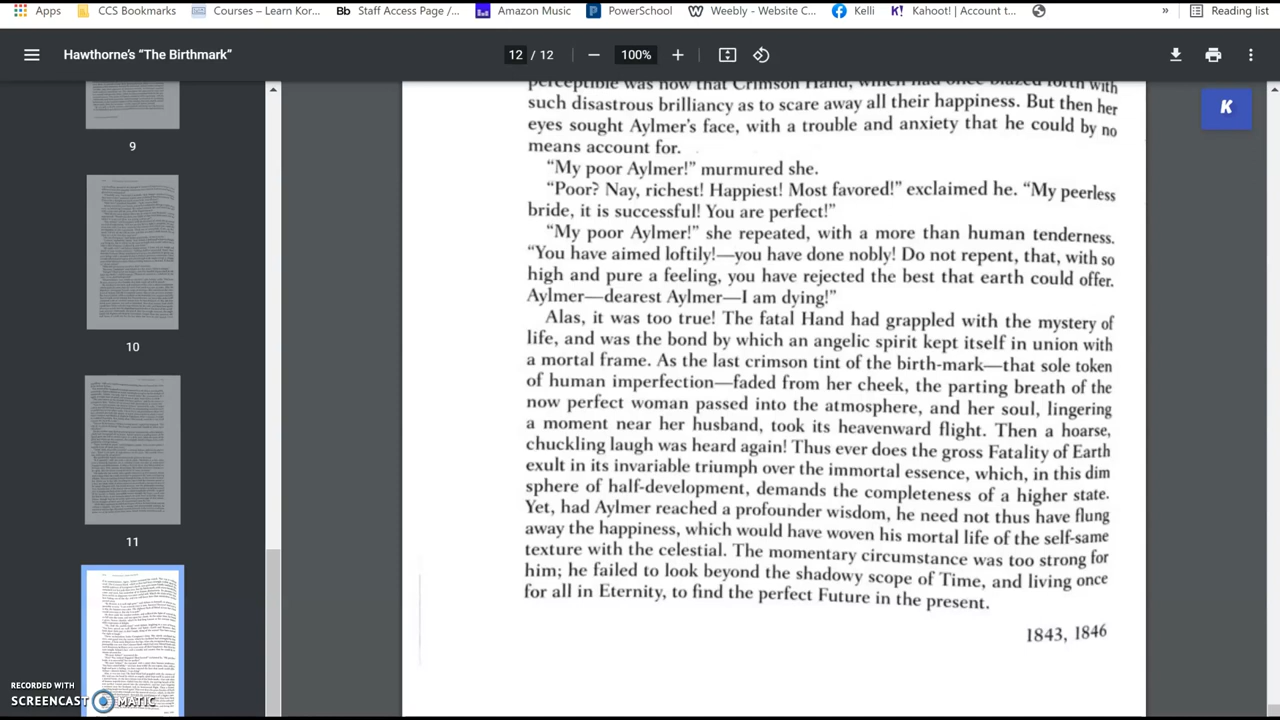 Apps CCS Bookmarks Courses – Learn Kor... Bb Staff Access Page /... Amazon Music PowerSchool Weebly - Website C... Kelli Kahoot! | Account t... » Reading list
Hawthorne's "The Birthmark" 12 / 12 — 100% +
K
such disastrous brilliancy as to scare away all their happiness. But then her
eyes sought Aylmer's face, with a trouble and anxiety that he could by no
means account for.
"My poor Aylmer!" murmured she.
"Poor? Nay, richest! Happiest! Most favored!" exclaimed he. "My peerless
bride, it is successful! You are perfect!"
"My poor Aylmer!" she repeated, with a more than human tenderness.
"You have aimed loftily!—you have done nobly! Do not repent, that, with so
high and pure a feeling, you have rejected the best that earth could offer.
Aylmer—dearest Aylmer—I am dying!"
Alas, it was too true! The fatal Hand had grappled with the mystery of
life, and was the bond by which an angelic spirit kept itself in union with
a mortal frame. As the last crimson tint of the birth-mark—that sole token
of human imperfection—faded from her cheek, the parting breath of the
now perfect woman passed into the atmosphere, and her soul, lingering
a moment near her husband, took its heavenward flight. Then a hoarse,
chuckling laugh was heard again! Thus ever does the gross Fatality of Earth
exult in its invariable triumph over the immortal essence, which, in this dim
sphere of half-development, demands the completeness of a higher state.
Yet, had Aylmer reached a profounder wisdom, he need not thus have flung
away the happiness, which would have woven his mortal life of the self-same
texture with the celestial. The momentary circumstance was too strong for
him; he failed to look beyond the shadowy scope of Time, and living once
for all in Eternity, to find the perfect Future in the present.
1843, 1846
9
10
11
RECORDED WITH
SCREENCAST MATIC